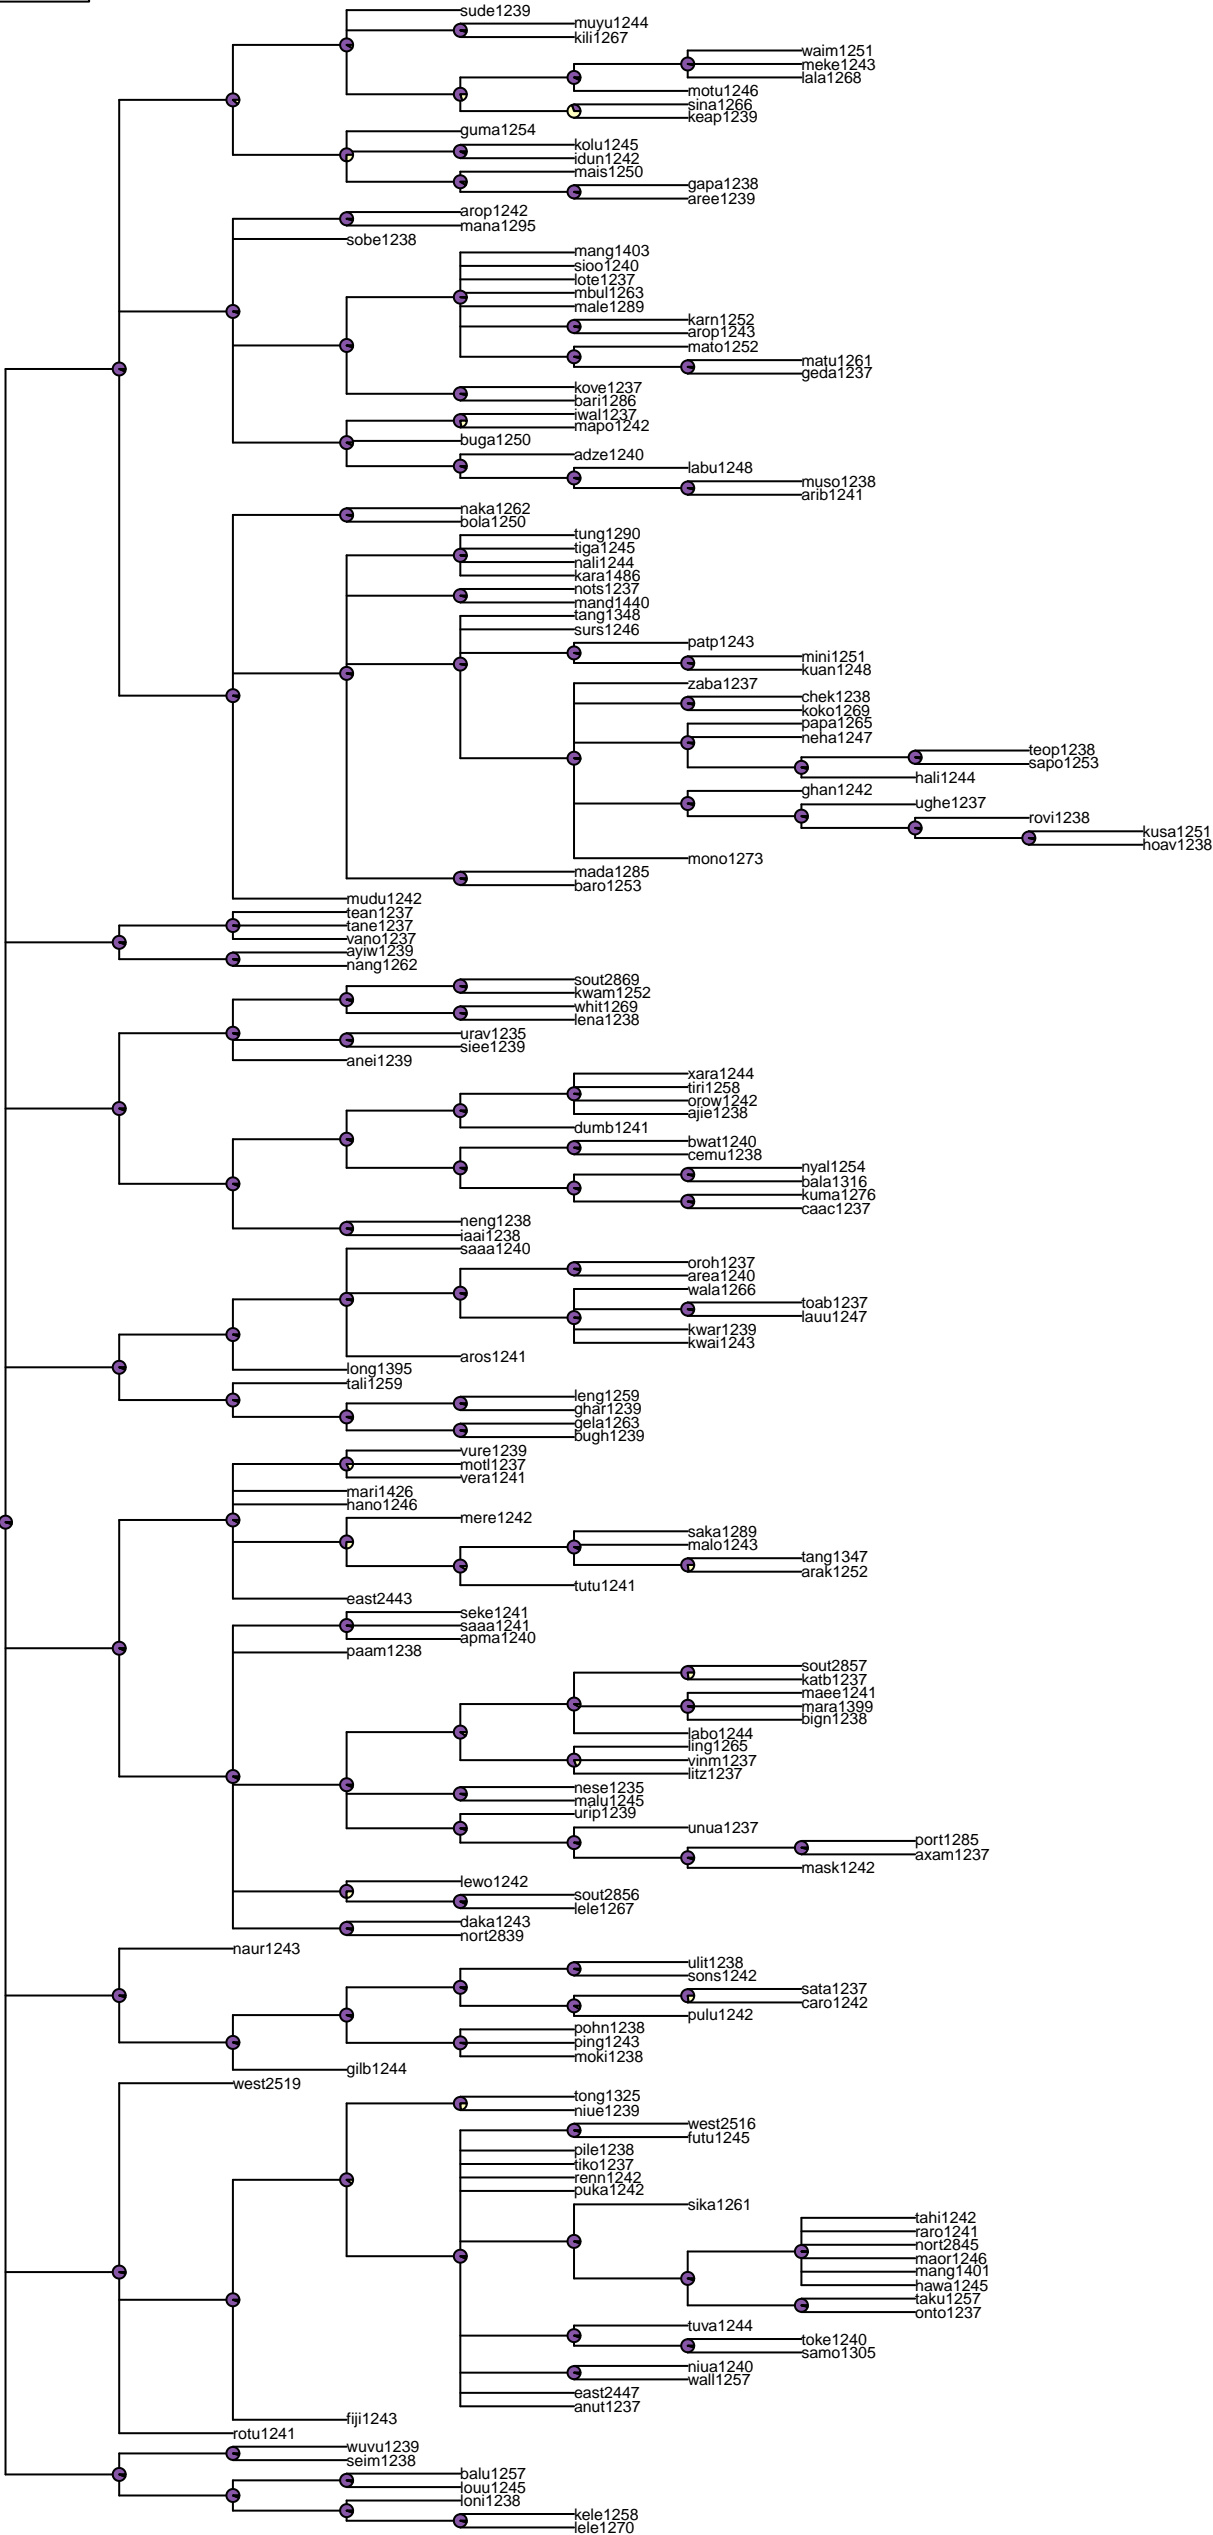 sude1239
muyu1244
kili1267
waim1251
meke1243
lala1268
motu1246
sina1266
keap1239
guma1254
kolu1245
idun1242
mais1250
gapa1238
aree1239
arop1242
mana1295
sobe1238
mang1403
sioo1240
lote1237
mbul1263
male1289
karn1252
arop1243
mato1252
matu1261
geda1237
kove1237
bari1286
iwal1237
mapo1242
buga1250
adze1240
labu1248
muso1238
arib1241
naka1262
bola1250
tung1290
tiga1245
nali1244
kara1486
nots1237
mand1440
tang1348
surs1246
patp1243
mini1251
kuan1248
zaba1237
chek1238
koko1269
papa1265
neha1247
teop1238
sapo1253
hali1244
ghan1242
ughe1237
rovi1238
kusa1251
hoav1238
mono1273
mada1285
baro1253
mudu1242
tean1237
tane1237
vano1237
ayiw1239
nang1262
sout2869
kwam1252
whit1269
lena1238
urav1235
siee1239
anei1239
xara1244
tiri1258
orow1242
ajie1238
dumb1241
bwat1240
cemu1238
nyal1254
bala1316
kuma1276
caac1237
neng1238
iaai1238
saaa1240
oroh1237
area1240
wala1266
toab1237
lauu1247
kwar1239
kwai1243
aros1241
long1395
tali1259
leng1259
ghar1239
gela1263
bugh1239
vure1239
motl1237
vera1241
mari1426
hano1246
mere1242
saka1289
malo1243
tang1347
arak1252
tutu1241
east2443
seke1241
saaa1241
apma1240
paam1238
sout2857
katb1237
maee1241
mara1399
bign1238
labo1244
ling1265
vinm1237
litz1237
nese1235
malu1245
urip1239
unua1237
port1285
axam1237
mask1242
lewo1242
sout2856
lele1267
daka1243
nort2839
naur1243
ulit1238
sons1242
sata1237
caro1242
pulu1242
pohn1238
ping1243
moki1238
gilb1244
west2519
tong1325
niue1239
west2516
futu1245
pile1238
tiko1237
renn1242
puka1242
sika1261
tahi1242
raro1241
nort2845
maor1246
mang1401
hawa1245
taku1257
onto1237
tuva1244
toke1240
samo1305
niua1240
wall1257
east2447
anut1237
fiji1243
rotu1241
wuvu1239
seim1238
balu1257
louu1245
loni1238
kele1258
lele1270